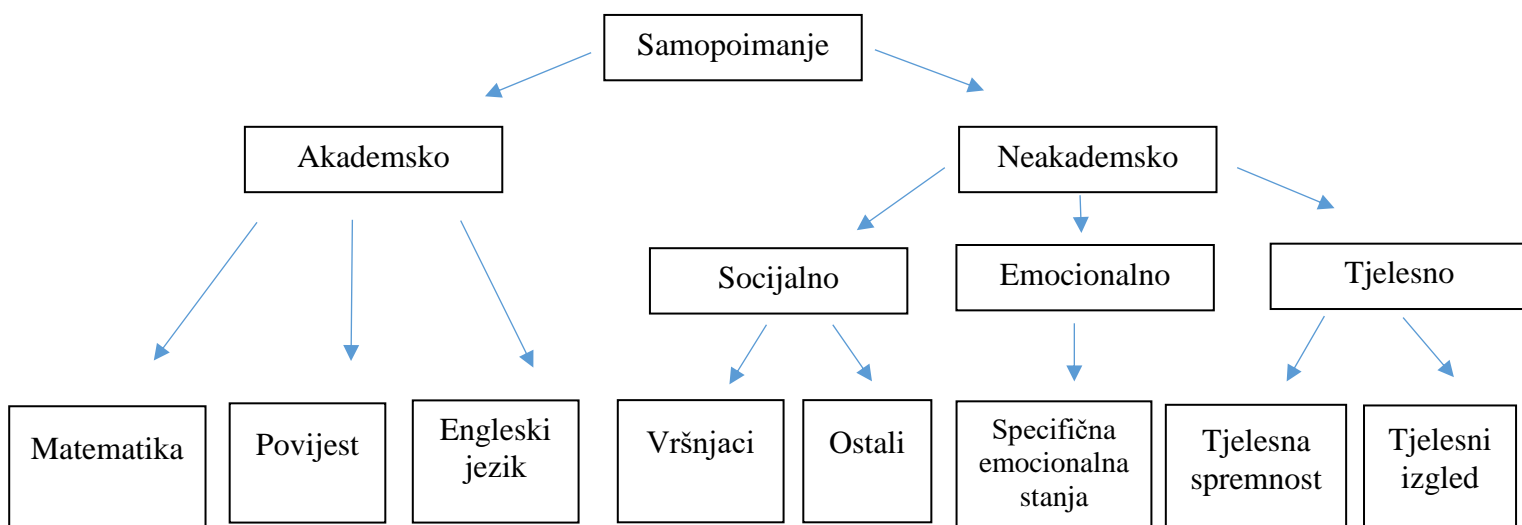 Samopoimanje
Akademsko
Neakademsko
Socijalno
Emocionalno
Tjelesno
Matematika
Povijest
Engleski
jezik
Vršnjaci
Ostali
Specifična
emocionalna
stanja
Tjelesna
spremnost
Tjelesni
izgled